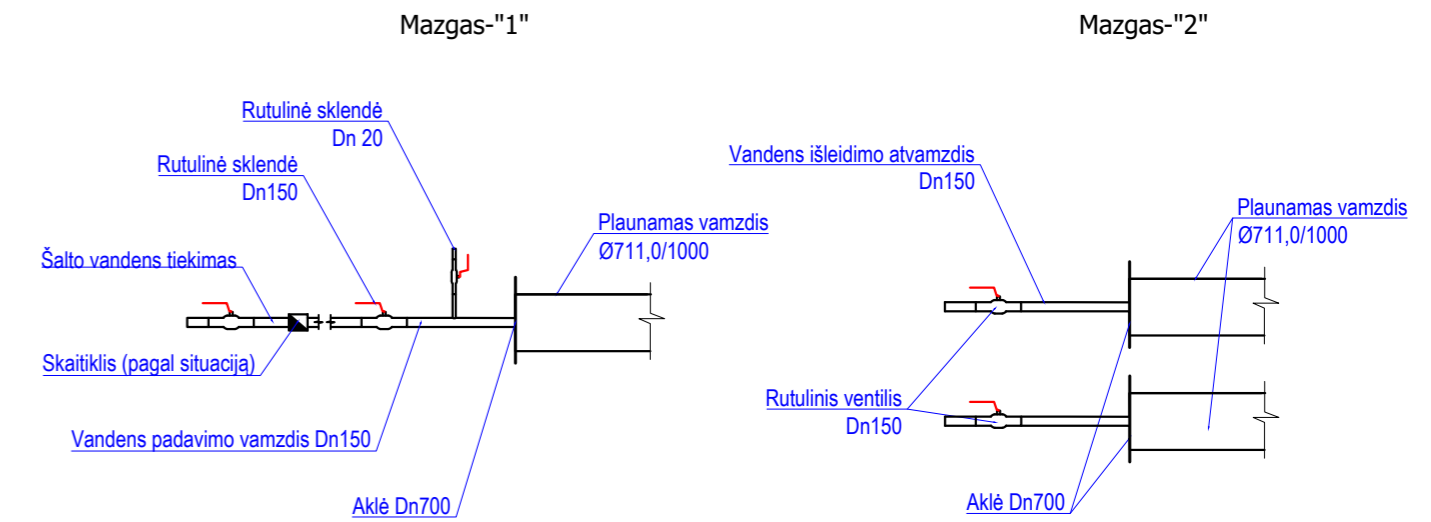 Mazgas-"1"
Rutulinė sklendė
Dn 20
Rutulinė sklendė
Dn150
Plaunamas vamzdis
Ø711,0/1000
Šalto vandens tiekimas
Skaitiklis (pagal situaciją)
Vandens padavimo vamzdis Dn150
Aklė Dn700
Mazgas-"2"
Vandens išleidimo atvamzdis
Dn150
Plaunamas vamzdis
Ø711,0/1000
Rutulinis ventilis
Dn150
Aklė Dn700